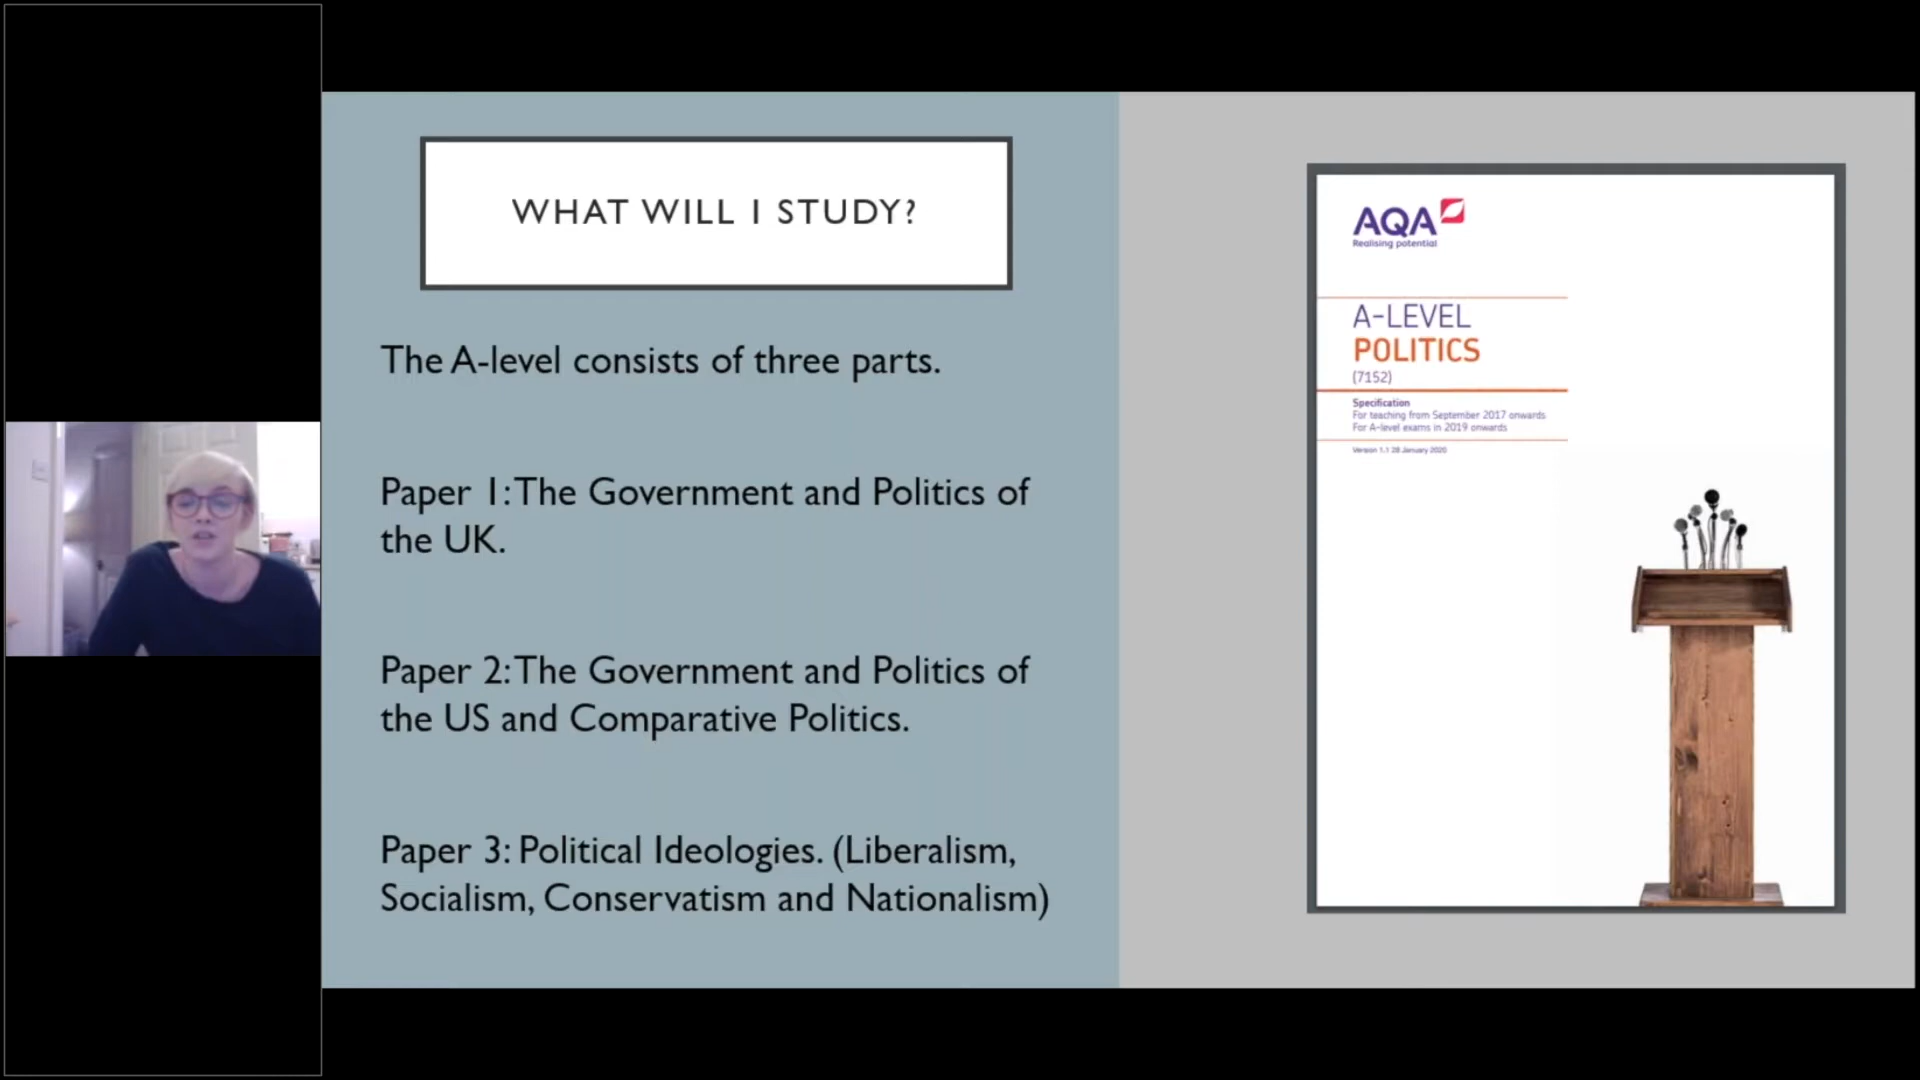 WHAT WILL I STUDY?
The A-level consists of three parts.
Paper 1: The Government and Politics of
the UK.
Paper 2: The Government and Politics of
the US and Comparative Politics.
Paper 3: Political Ideologies. (Liberalism,
Socialism, Conservatism and Nationalism)
AQA
Realising potential
A-LEVEL
POLITICS
(7152)
Specification
For teaching from September 2017 onwards
For A-level exams in 2019 onwards
Version 1.1 28 January 2020